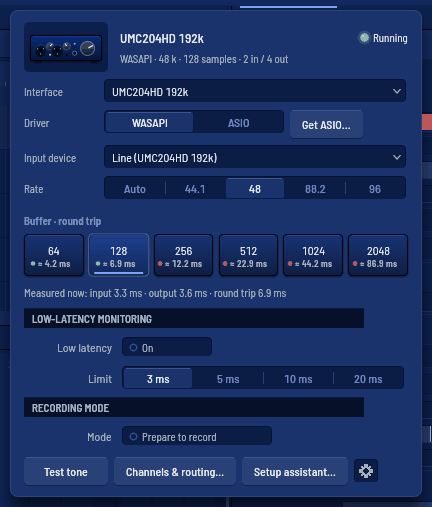 UMC204HD 192k
Running
WASAPI · 48 k · 128 samples · 2 in / 4 out
Interface
UMC204HD 192k
Driver
WASAPI
ASIO
Get ASIO...
Input device
Line (UMC204HD 192k)
Rate
Auto
44.1
48
88.2
96
Buffer · round trip
64
128
256
512
1024
2048
≈ 4.2 ms
≈ 6.9 ms
≈ 12.2 ms
≈ 22.9 ms
≈ 44.2 ms
≈ 86.9 ms
Measured now: input 3.3 ms · output 3.6 ms · round trip 6.9 ms
LOW-LATENCY MONITORING
Low latency
On
Limit
3 ms
5 ms
10 ms
20 ms
RECORDING MODE
Mode
Prepare to record
Test tone
Channels & routing...
Setup assistant...